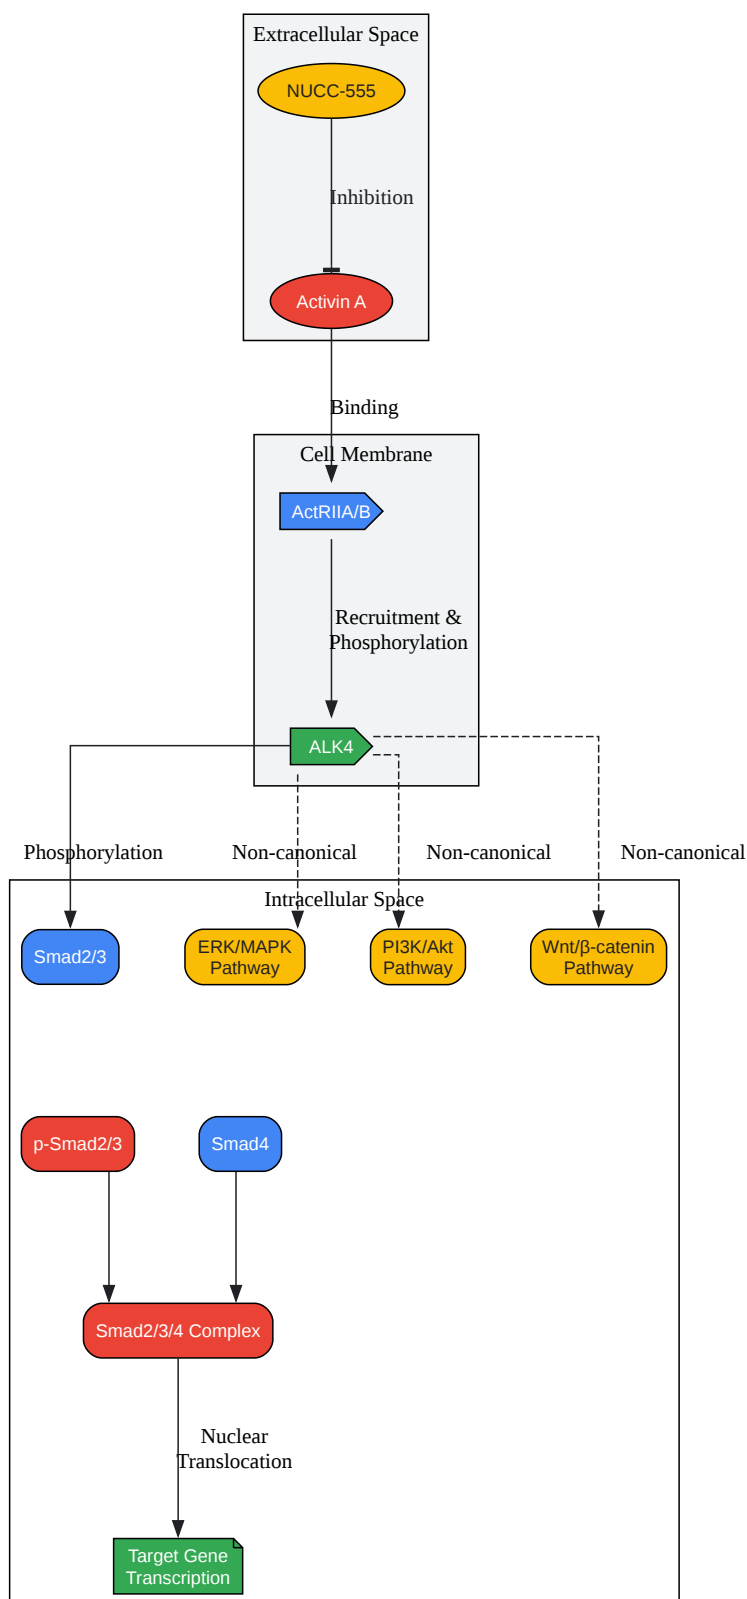 Extracellular Space
NUCC-555
Inhibition
Activin A
Binding
Cell Membrane
ActRIIA/B
Recruitment &
Phosphorylation
ALK4
Phosphorylation
Non-canonical
Non-canonical
Non-canonical
Intracellular Space
Smad2/3
ERK/MAPK
Pathway
PI3K/Akt
Pathway
Wnt/β-catenin
Pathway
p-Smad2/3
Smad4
Smad2/3/4 Complex
Nuclear
Translocation
Target Gene
Transcription